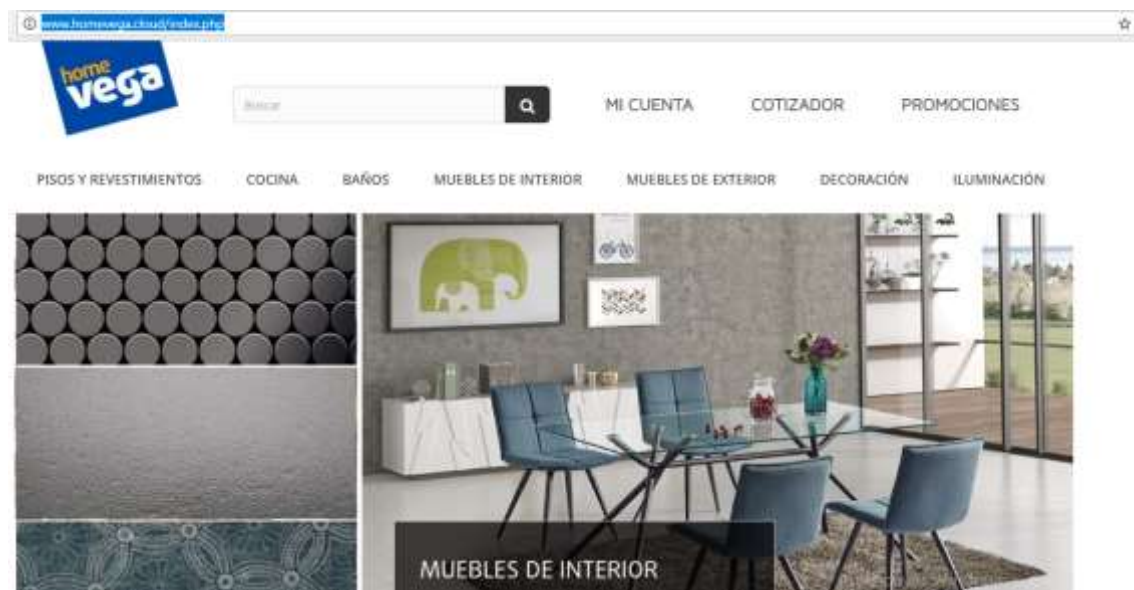 www.homevega.cloud/index.php
home
vega
Buscar
MI CUENTA COTIZADOR PROMOCIONES
PISOS Y REVESTIMIENTOS COCINA BAÑOS MUEBLES DE INTERIOR MUEBLES DE EXTERIOR DECORACIÓN ILUMINACIÓN
MUEBLES DE INTERIOR